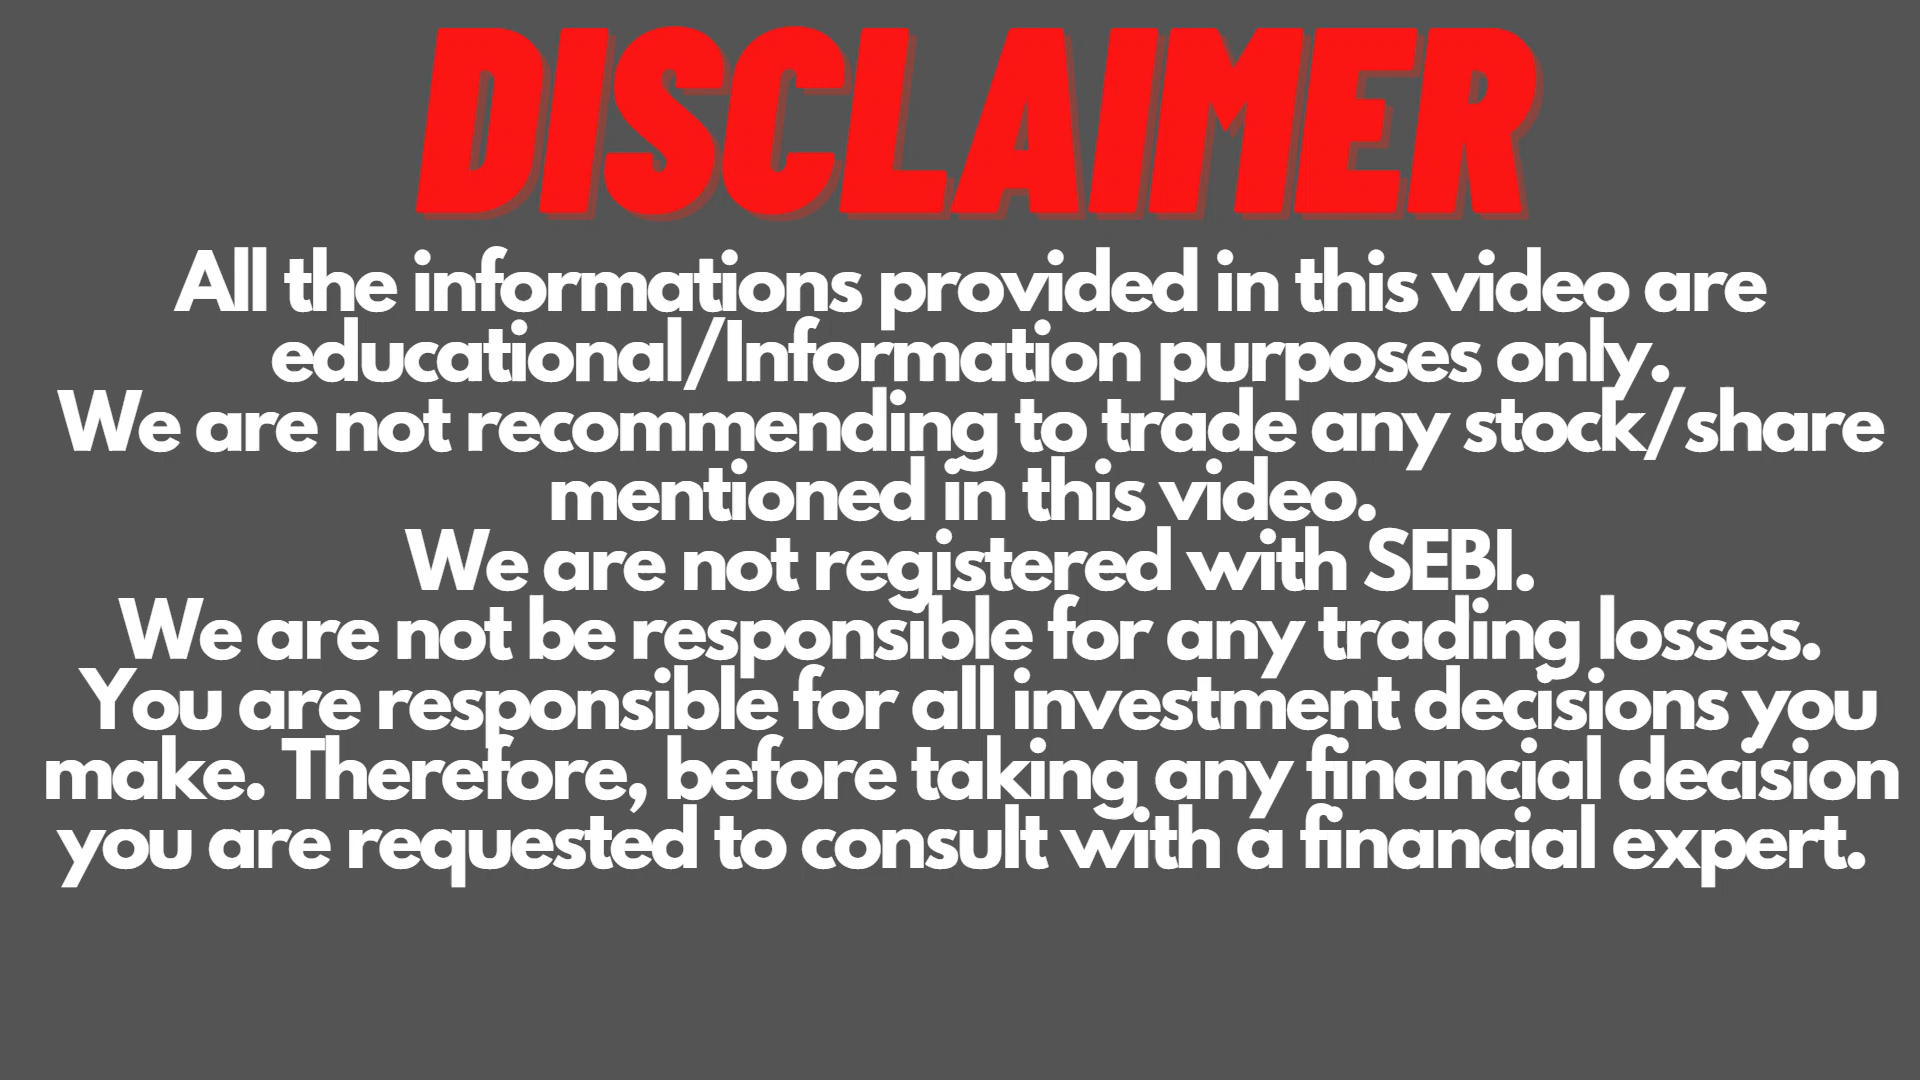 DISCLAIMER
All the informations provided in this video are
educational/Information purposes only.
We are not recommending to trade any stock/share
mentioned in this video.
We are not registered with SEBI.
We are not be responsible for any trading losses.
You are responsible for all investment decisions you
make. Therefore, before taking any financial decision
you are requested to consult with a financial expert.